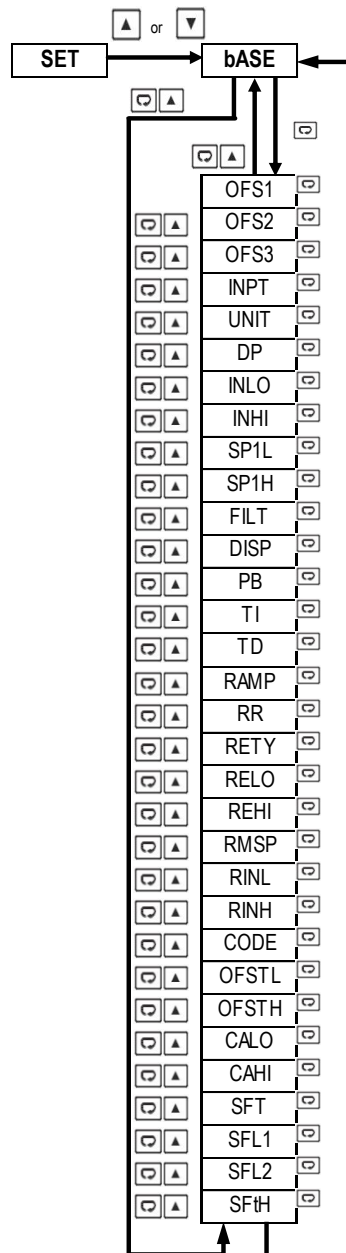 or
SET
bASE
OFS1
OFS2
OFS3
INPT
UNIT
DP
INLO
INHI
SP1L
SP1H
FILT
DISP
PB
TI
TD
RAMP
RR
RETY
RELO
REHI
RMSP
RINL
RINH
CODE
OFSTL
OFSTH
CALO
CAHI
SFT
SFL1
SFL2
SFtH